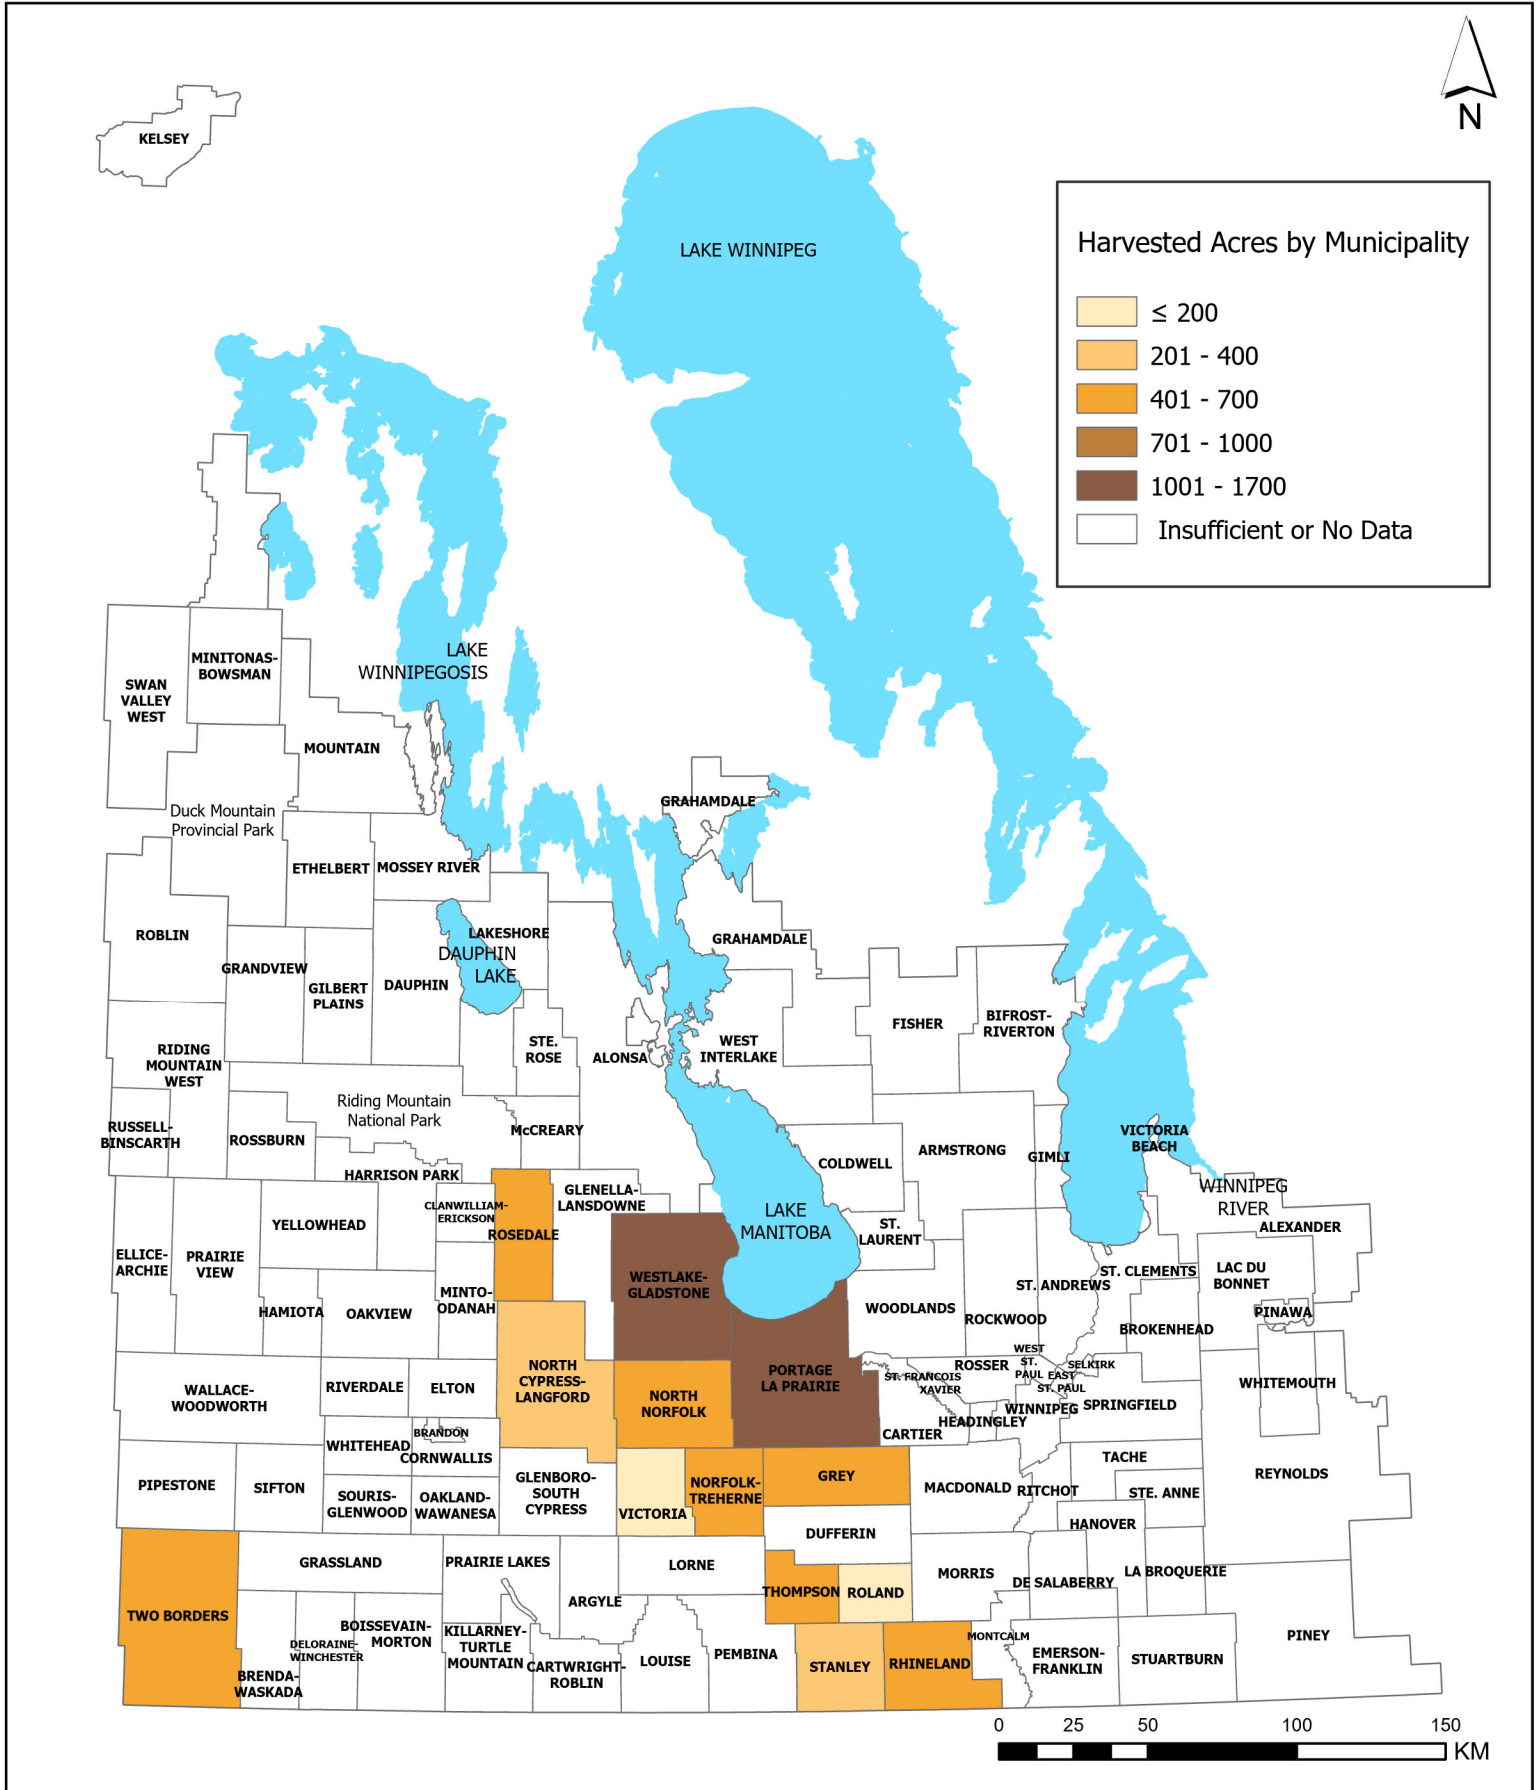 N
KELSEY
LAKE WINNIPEG
Harvested Acres by Municipality
≤ 200
201 - 400
401 - 700
701 - 1000
1001 - 1700
Insufficient or No Data
LAKE
WINNIPEGOSIS
MINITONAS-
BOWSMAN
SWAN
VALLEY
WEST
MOUNTAIN
Duck Mountain
Provincial Park
GRAHAMDALE
ETHELBERT
MOSSEY RIVER
ROBLIN
LAKESHORE
GRAHAMDALE
DAUPHIN
LAKE
GRANDVIEW
GILBERT
PLAINS
DAUPHIN
FISHER
BIFROST-
RIVERTON
STE.
ROSE
ALONSA
WEST
INTERLAKE
RIDING
MOUNTAIN
WEST
Riding Mountain
National Park
RUSSELL-
BINSCARTH
ROSSBURN
McCREARY
VICTORIA
BEACH
ARMSTRONG
GIMLI
COLDWELL
HARRISON PARK
GLENELLA-
LANSDOWNE
WINNIPEG
RIVER
ALEXANDER
CLANWILLIAM-
ERICKSON
ROSEDALE
LAKE
MANITOBA
ST.
LAURENT
YELLOWHEAD
ELLICE-
ARCHIE
PRAIRIE
VIEW
WESTLAKE-
GLADSTONE
ST. CLEMENTS
LAC DU
BONNET
ST. ANDREWS
MINTO-
ODANAH
HAMIOTA
OAKVIEW
WOODLANDS
ROCKWOOD
PINAWA
BROKENHEAD
NORTH
CYPRESS-
LANGFORD
PORTAGE
LA PRAIRIE
WEST
ST.
PAUL
ROSSER
SELKIRK
EAST
ST. PAUL
ST. FRANCOIS
XAVIER
WHITEMOUTH
WALLACE-
WOODWORTH
RIVERDALE
ELTON
NORTH
NORFOLK
WINNIPEG
SPRINGFIELD
HEADINGLEY
CARTIER
BRANDON
WHITEHEAD
CORNWALLIS
TACHE
REYNOLDS
PIPESTONE
SIFTON
SOURIS-
GLENWOOD
OAKLAND-
WAWANESA
GLENBORO-
SOUTH
CYPRESS
VICTORIA
NORFOLK-
TREHERNE
GREY
MACDONALD
RITCHOT
STE. ANNE
HANOVER
DUFFERIN
GRASSLAND
PRAIRIE LAKES
LORNE
MORRIS
DE SALABERRY
LA BROQUERIE
TWO BORDERS
ARGYLE
THOMPSON
ROLAND
BOISSEVAIN-
MORTON
DELORAINE-
WINCHESTER
KILLARNEY-
TURTLE
MOUNTAIN
MONTCALM
PINEY
BRENDA-
WASKADA
CARTWRIGHT-
ROBLIN
LOUISE
PEMBINA
STANLEY
RHINELAND
EMERSON-
FRANKLIN
STUARTBURN
0 25 50 100 150
KM